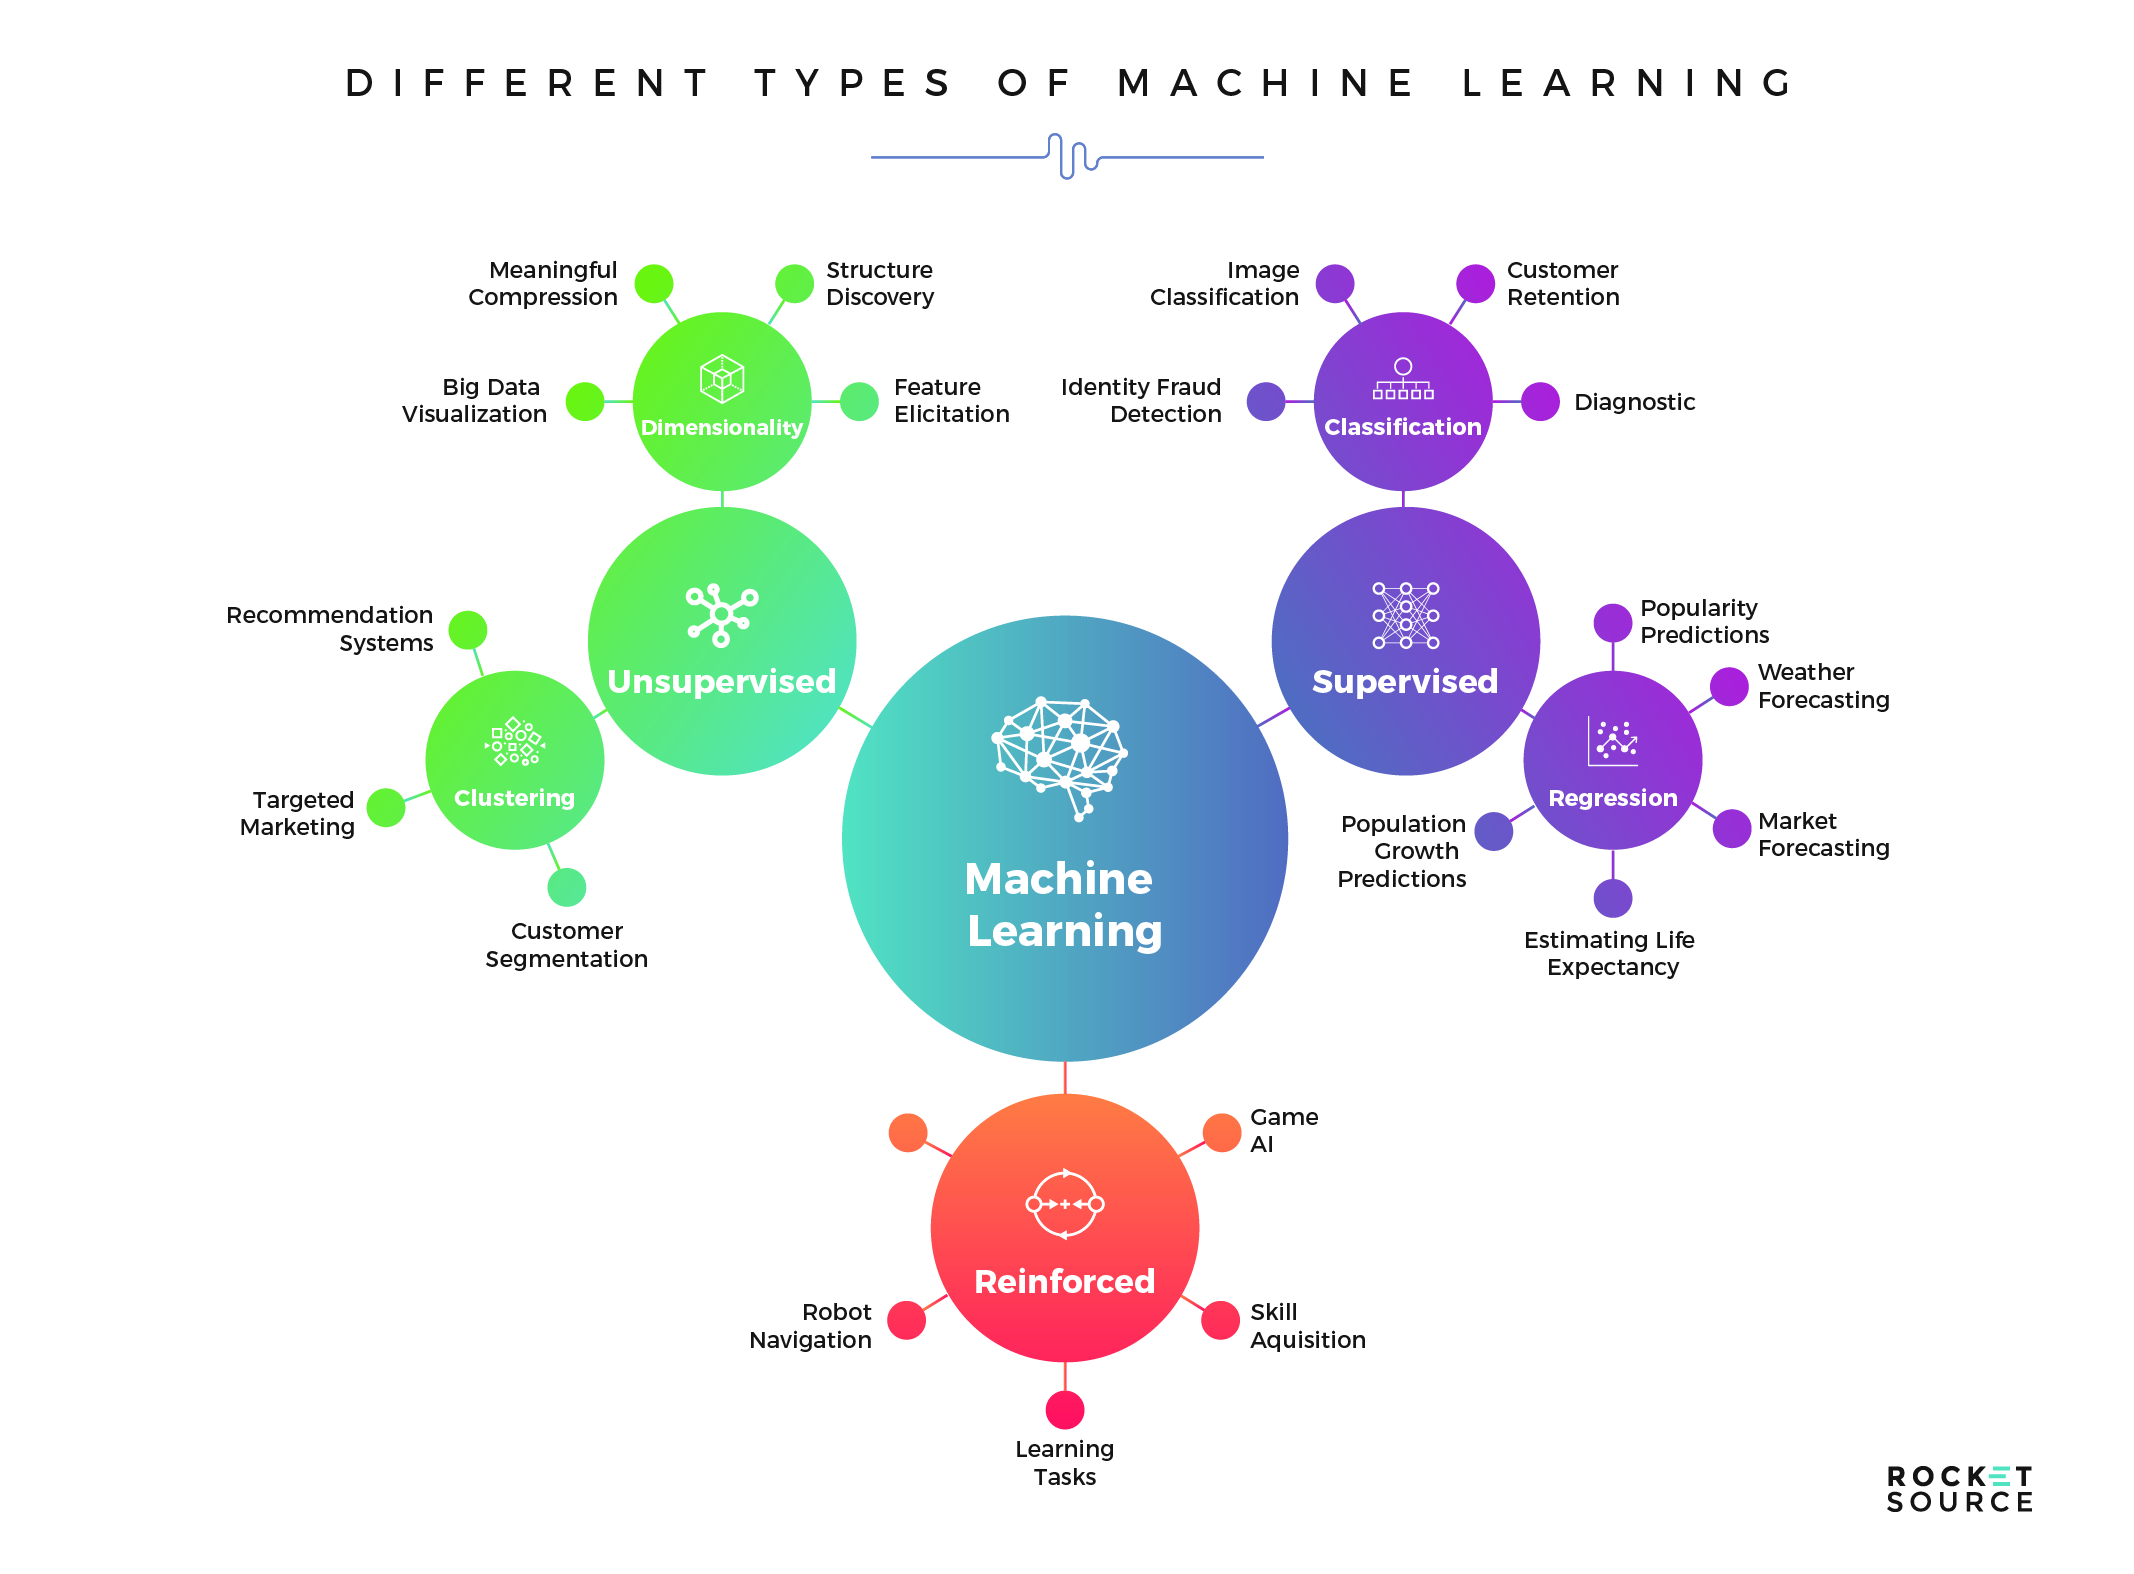 DIFFERENT TYPES OF MACHINE LEARNING
Meaningful
Compression
Structure
Discovery
Big Data
Visualization
Feature
Elicitation
Dimensionality
Image
Classification
Customer
Retention
Identity Fraud
Detection
Diagnostic
Classification
Recommendation
Systems
Unsupervised
Targeted
Marketing
Clustering
Customer
Segmentation
Supervised
Popularity
Predictions
Weather
Forecasting
Regression
Population
Growth
Predictions
Market
Forecasting
Estimating Life
Expectancy
Machine
Learning
Game
AI
Reinforced
Robot
Navigation
Skill
Aquisition
Learning
Tasks
ROCKET
SOURCE